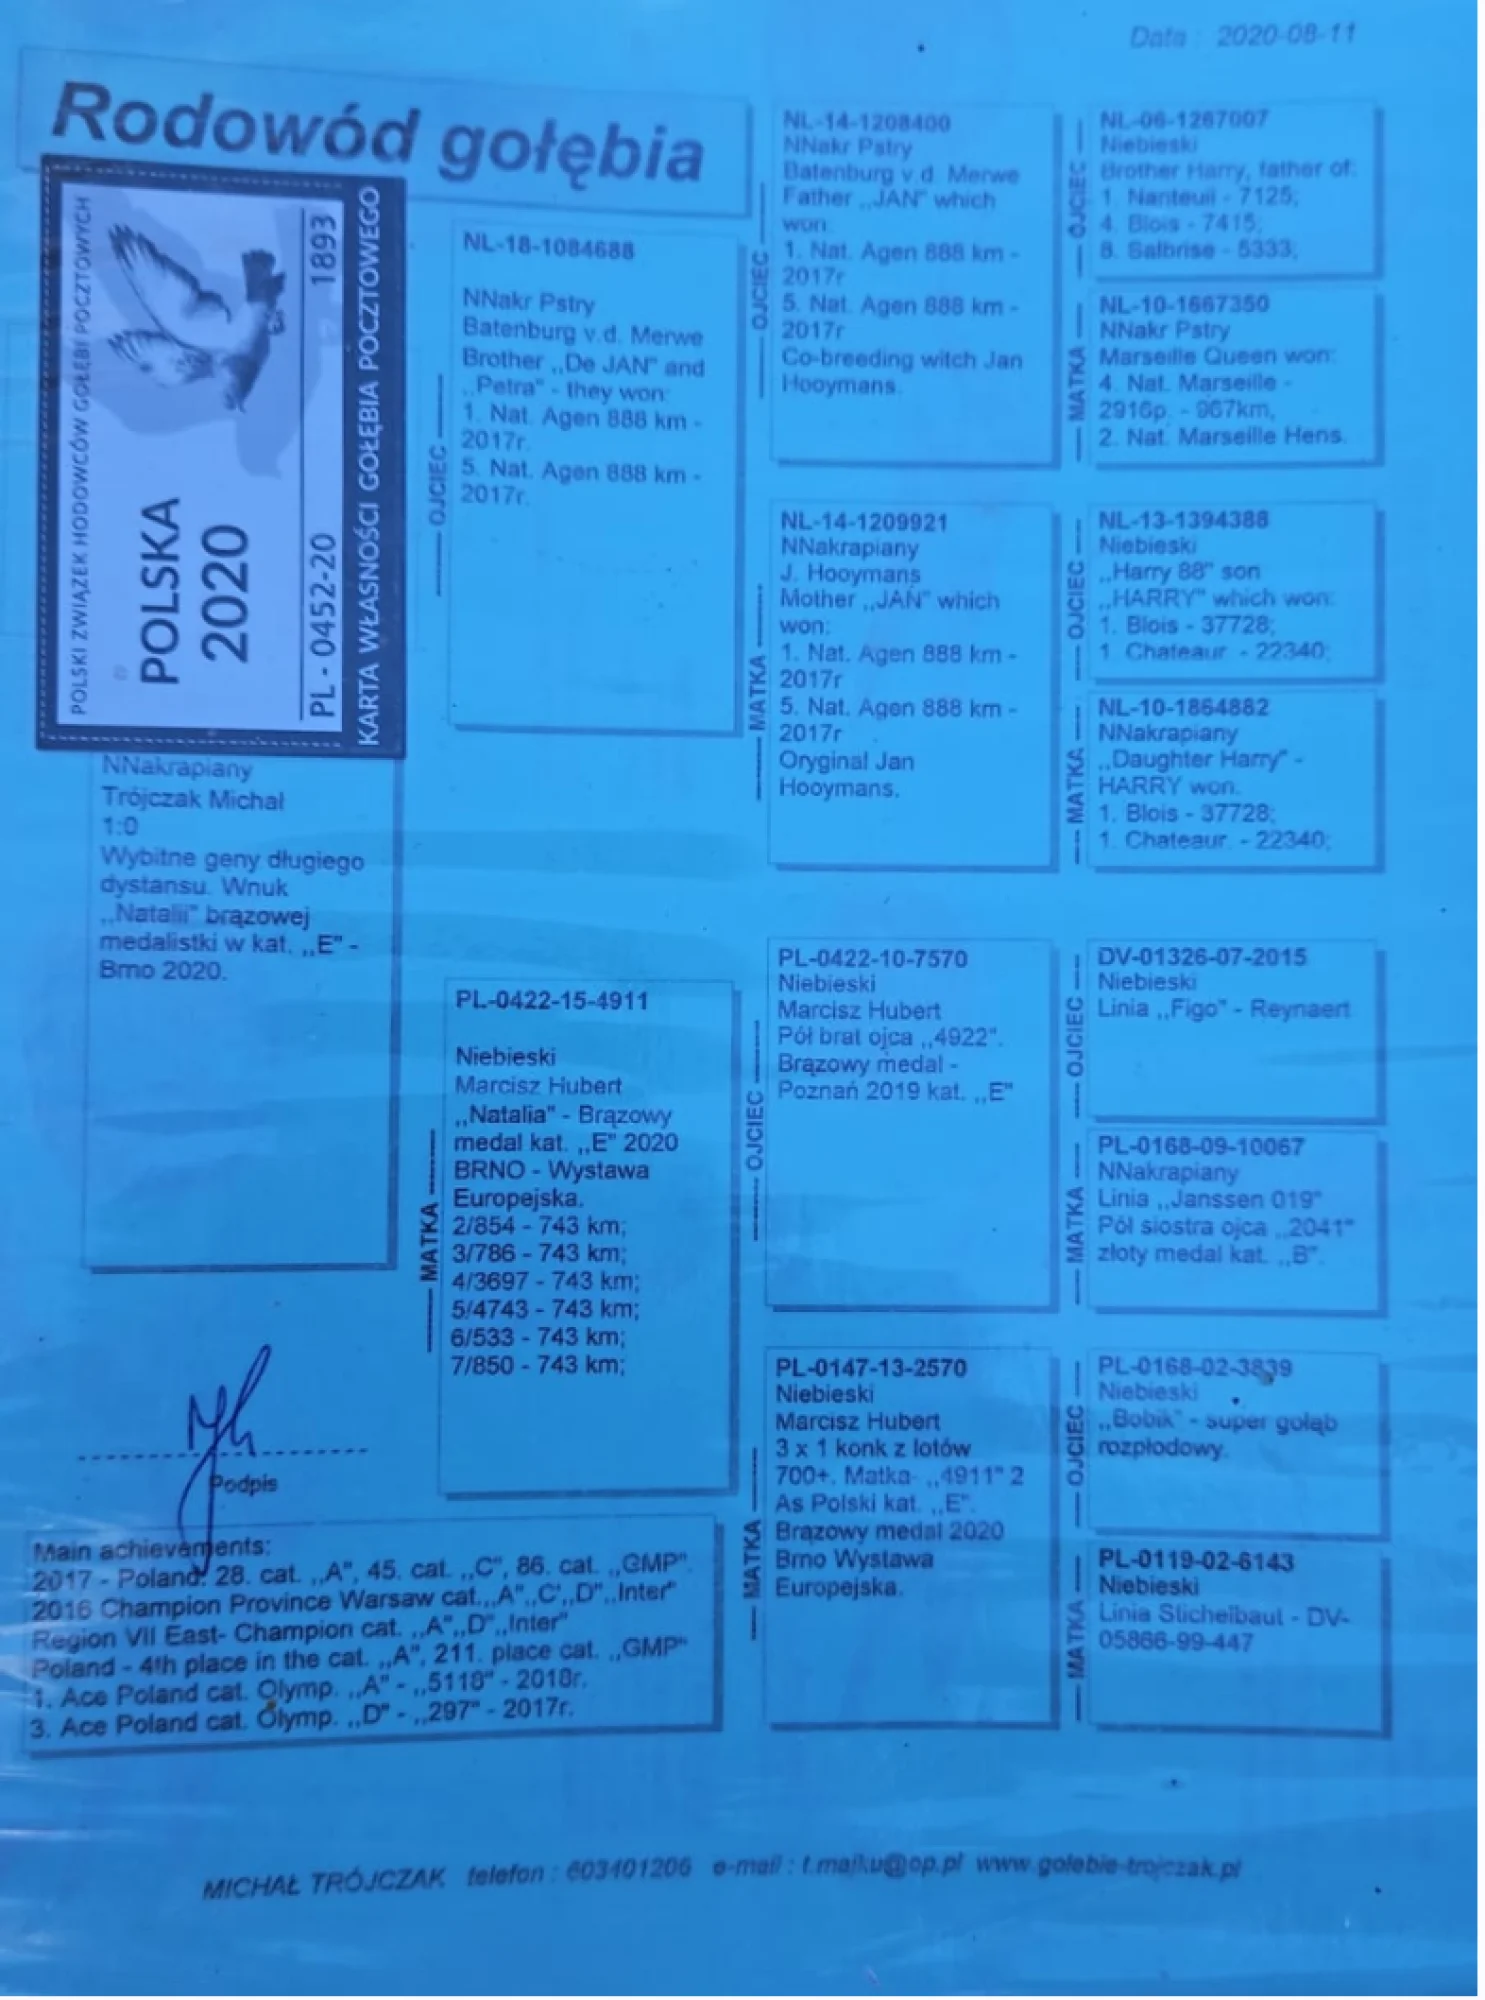 Data : 2020-08-11
Rodowód gołębia
POLSKI ZWIĄZEK HODOWCÓW GOŁĘBI POCZTOWYCH
POLSKA
2020
PL - 0452-20 1893
KARTA WŁASNOŚCI GOŁĘBIA POCZTOWEGO
NNakrapiany
Trójczak Michał
1:0
Wybitne geny długiego
dystansu. Wnuk
,,Natalii" brązowej
medalistki w kat. ,,E" -
Brno 2020.
Podpis
Main achievements:
2017 - Poland: 28. cat. ,,A", 45. cat. ,,C", 86. cat. ,,GMP".
2016 Champion Province Warsaw cat.,,A",,C',,D",,Inter"
Region VII East- Champion cat. ,,A",,D",,Inter"
Poland - 4th place in the cat. ,,A", 211. place cat. ,,GMP"
1. Ace Poland cat. Olymp. ,,A" - ,,5118" - 2018r.
3. Ace Poland cat. Olymp. ,,D" - ,,297" - 2017r.
OJCIEC
NL-18-1084688
NNakr Pstry
Batenburg v.d. Merwe
Brother ,,De JAN" and
,,Petra" - they won:
1. Nat. Agen 888 km -
2017r.
5. Nat. Agen 888 km -
2017r.
MATKA
PL-0422-15-4911
Niebieski
Marcisz Hubert
,,Natalia" - Brązowy
medal kat. ,,E" 2020
BRNO - Wystawa
Europejska.
2/854 - 743 km;
3/786 - 743 km;
4/3697 - 743 km;
5/4743 - 743 km;
6/533 - 743 km;
7/850 - 743 km;
OJCIEC
NL-14-1208400
NNakr Pstry
Batenburg v.d. Merwe
Father ,,JAN" which
won:
1. Nat. Agen 888 km -
2017r
5. Nat. Agen 888 km -
2017r
Co-breeding witch Jan
Hooymans.
MATKA
NL-14-1209921
NNakrapiany
J. Hooymans
Mother ,,JAN" which
won:
1. Nat. Agen 888 km -
2017r
5. Nat. Agen 888 km -
2017r
Oryginal Jan
Hooymans.
OJCIEC
PL-0422-10-7570
Niebieski
Marcisz Hubert
Pół brat ojca ,,4922".
Brązowy medal -
Poznań 2019 kat. ,,E"
MATKA
PL-0147-13-2570
Niebieski
Marcisz Hubert
3 x 1 konk z lotów
700+. Matka- ,,4911" 2
As Polski kat. ,,E".
Brązowy medal 2020
Brno Wystawa
Europejska.
OJCIEC
NL-06-1267007
Niebieski
Brother Harry, father of:
1. Nanteuil - 7125;
4. Blois - 7415;
8. Salbrise - 5333;
MATKA
NL-10-1667350
NNakr Pstry
Marseille Queen won:
4. Nat. Marseille -
2916p. - 967km,
2. Nat. Marseille Hens.
OJCIEC
NL-13-1394388
Niebieski
,,Harry 88" son
,,HARRY" which won:
1. Blois - 37728;
1. Chateaur. - 22340;
MATKA
NL-10-1864882
NNakrapiany
,,Daughter Harry" -
HARRY won.
1. Blois - 37728;
1. Chateaur. - 22340;
OJCIEC
DV-01326-07-2015
Niebieski
Linia ,,Figo" - Reynaert
MATKA
PL-0168-09-10067
NNakrapiany
Linia ,,Janssen 019"
Pół siostra ojca ,,2041"
złoty medal kat. ,,B".
OJCIEC
PL-0168-02-3839
Niebieski
,,Bobik" - super gołąb
rozpłodowy.
MATKA
PL-0119-02-6143
Niebieski
Linia Sticheibaut - DV-
05866-99-447
MICHAŁ TRÓJCZAK telefon : 603401206 e-mail : t.majku@op.pl www.golebie-trojczak.pl